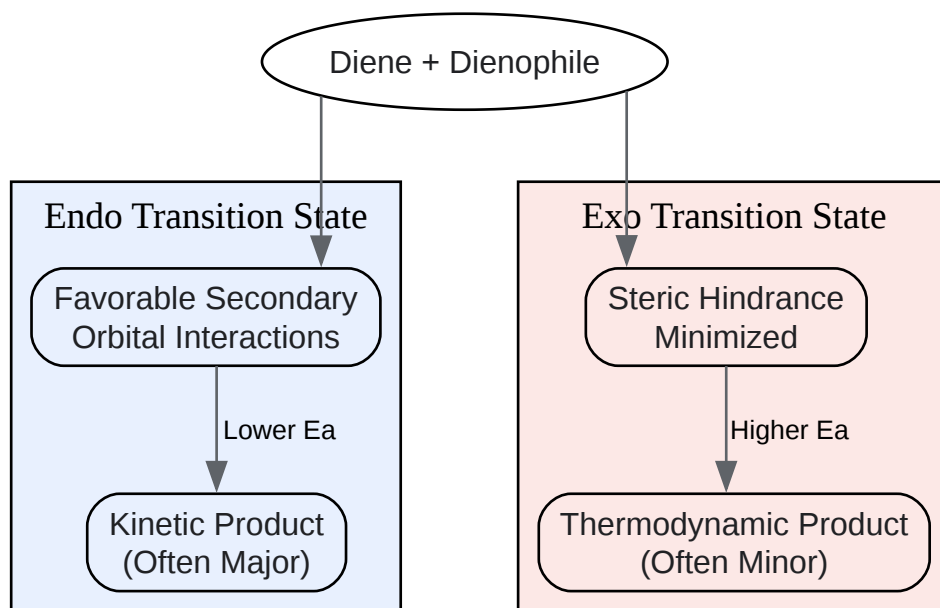 Diene + Dienophile
Endo Transition State
Favorable Secondary
Orbital Interactions
Lower Ea
Kinetic Product
(Often Major)
Exo Transition State
Steric Hindrance
Minimized
Higher Ea
Thermodynamic Product
(Often Minor)